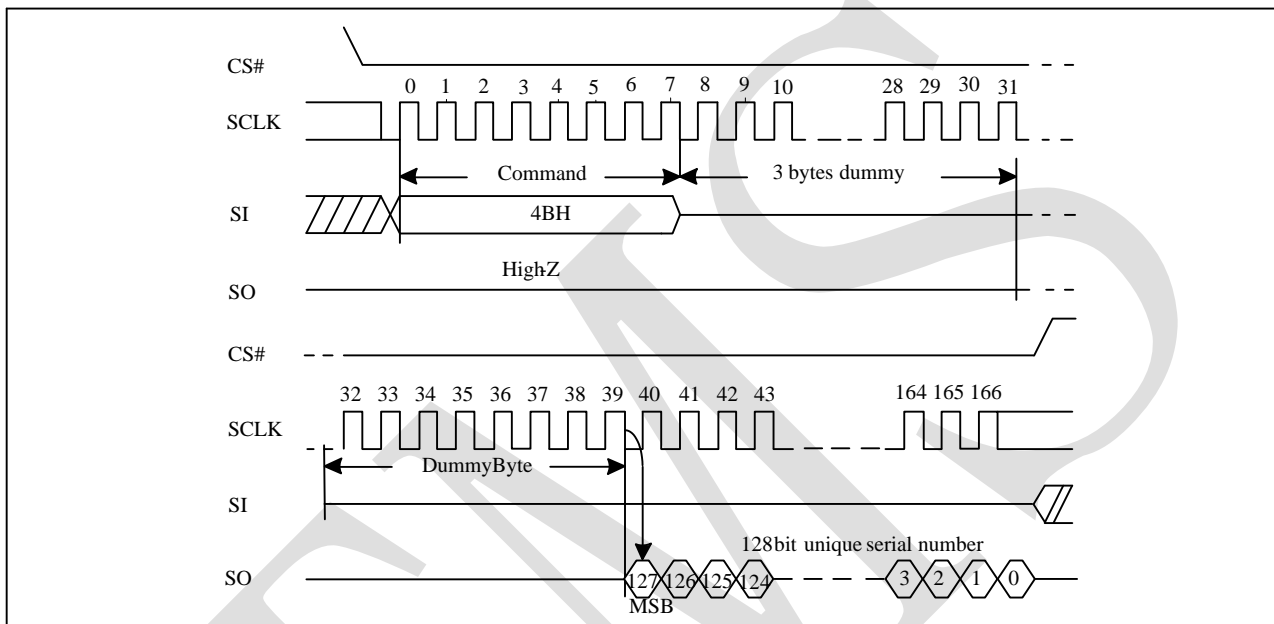 CS#
0 1 2 3 4 5 6 7 8 9 10 28 29 30 31
SCLK
Command 3 bytes dummy
SI 4BH
High-Z
SO
CS#
32 33 34 35 36 37 38 39 40 41 42 43 164 165 166
SCLK
DummyByte
SI
128bit unique serial number
SO 127 126 125 124 3 2 1 0
MSB